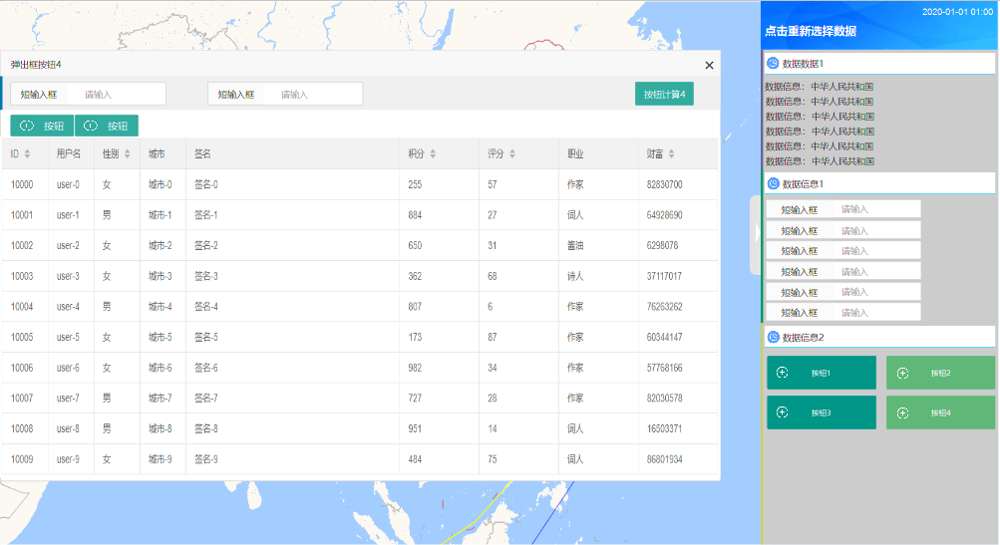 2020-01-01 01:00
点击重新选择数据
弹出框按钮4
短输入框 请输入 短输入框 请输入 按钮计算4
按钮 按钮
ID 用户名 性别 城市 签名 积分 评分 职业 财富
10000 user-0 女 城市-0 签名-0 255 57 作家 82830700
10001 user-1 男 城市-1 签名-1 884 27 词人 64928690
10002 user-2 女 城市-2 签名-2 650 31 酱油 6298078
10003 user-3 女 城市-3 签名-3 362 68 诗人 37117017
10004 user-4 男 城市-4 签名-4 807 6 作家 76263262
10005 user-5 女 城市-5 签名-5 173 87 作家 60344147
10006 user-6 女 城市-6 签名-6 982 34 作家 57768166
10007 user-7 男 城市-7 签名-7 727 28 作家 82030578
10008 user-8 男 城市-8 签名-8 951 14 词人 16503371
10009 user-9 女 城市-9 签名-9 484 75 词人 86801934
数据数据1
数据信息： 中华人民共和国
数据信息： 中华人民共和国
数据信息： 中华人民共和国
数据信息： 中华人民共和国
数据信息： 中华人民共和国
数据信息： 中华人民共和国
数据信息1
短输入框 请输入
短输入框 请输入
短输入框 请输入
短输入框 请输入
短输入框 请输入
短输入框 请输入
数据信息2
按钮1 按钮2
按钮3 按钮4